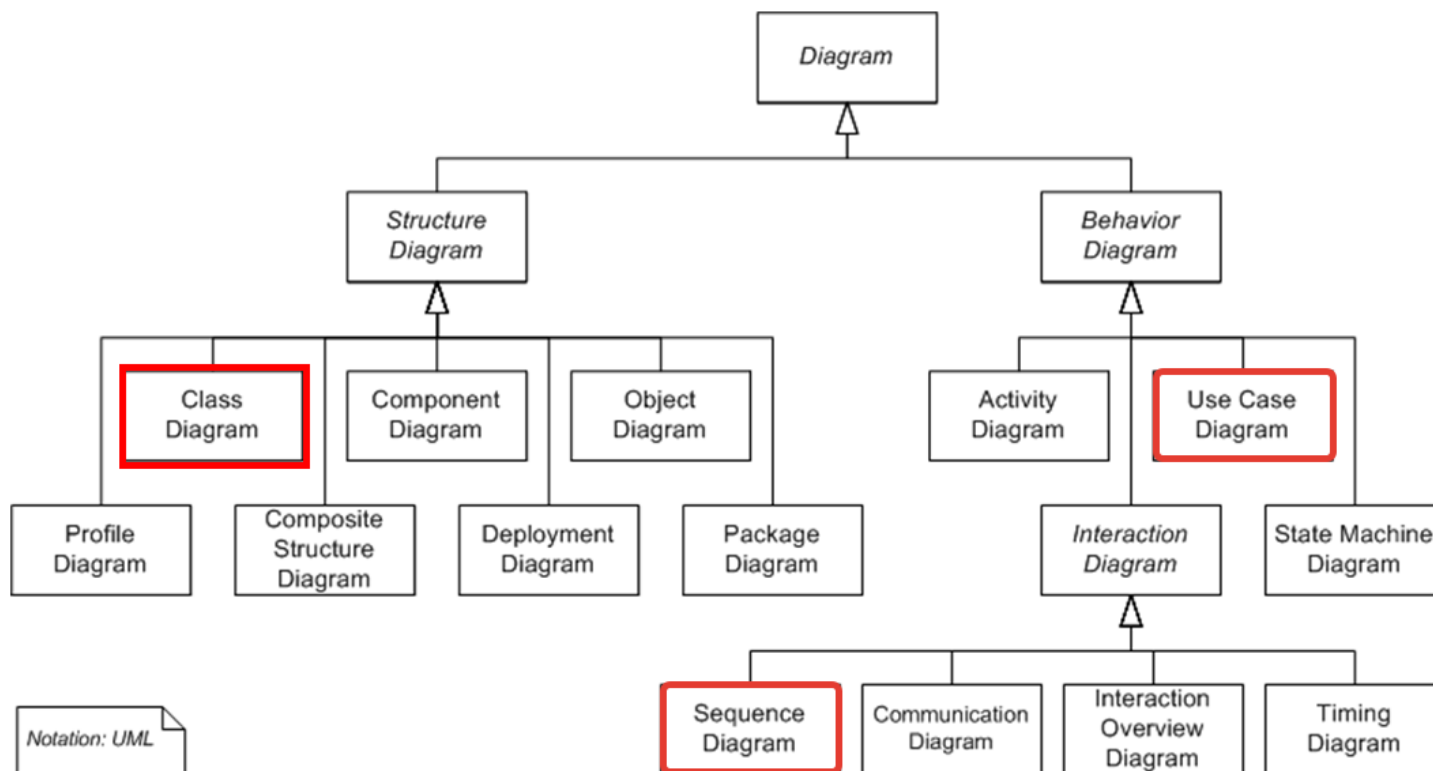 Diagram
Structure
Diagram
Behavior
Diagram
Class
Diagram
Component
Diagram
Object
Diagram
Activity
Diagram
Use Case
Diagram
Profile
Diagram
Composite
Structure
Diagram
Deployment
Diagram
Package
Diagram
Interaction
Diagram
State Machine
Diagram
Sequence
Diagram
Communication
Diagram
Interaction
Overview
Diagram
Timing
Diagram
Notation: UML